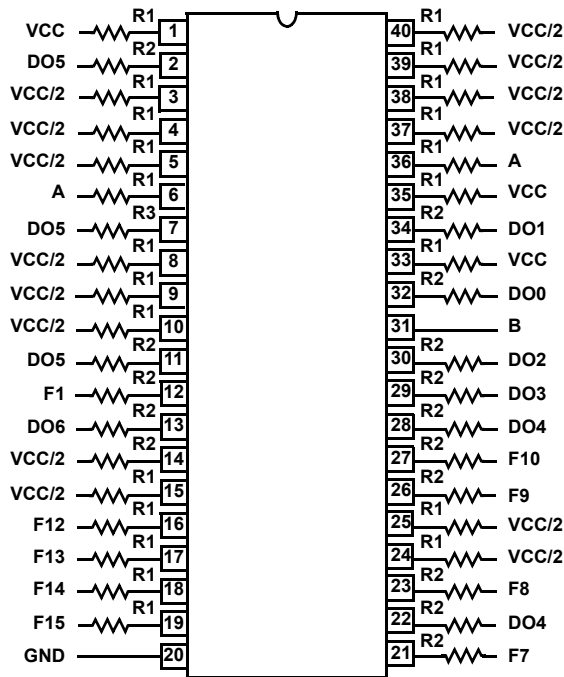 VCC R1 1 40 R1 VCC/2
DO5 R2 2 39 R1 VCC/2
VCC/2 R1 3 38 R1 VCC/2
VCC/2 R1 4 37 R1 VCC/2
VCC/2 R1 5 36 R1 A
A R1 6 35 R1 VCC
DO5 R3 7 34 R2 DO1
VCC/2 R1 8 33 R1 VCC
VCC/2 R1 9 32 R2 DO0
VCC/2 R1 10 31 B
DO5 R2 11 30 R2 DO2
F1 R2 12 29 R2 DO3
DO6 R2 13 28 R2 DO4
VCC/2 R2 14 27 R2 F10
VCC/2 R1 15 26 R2 F9
F12 R1 16 25 R1 VCC/2
F13 R1 17 24 R1 VCC/2
F14 R1 18 23 R2 F8
F15 R1 19 22 R2 DO4
GND 20 21 R2 F7